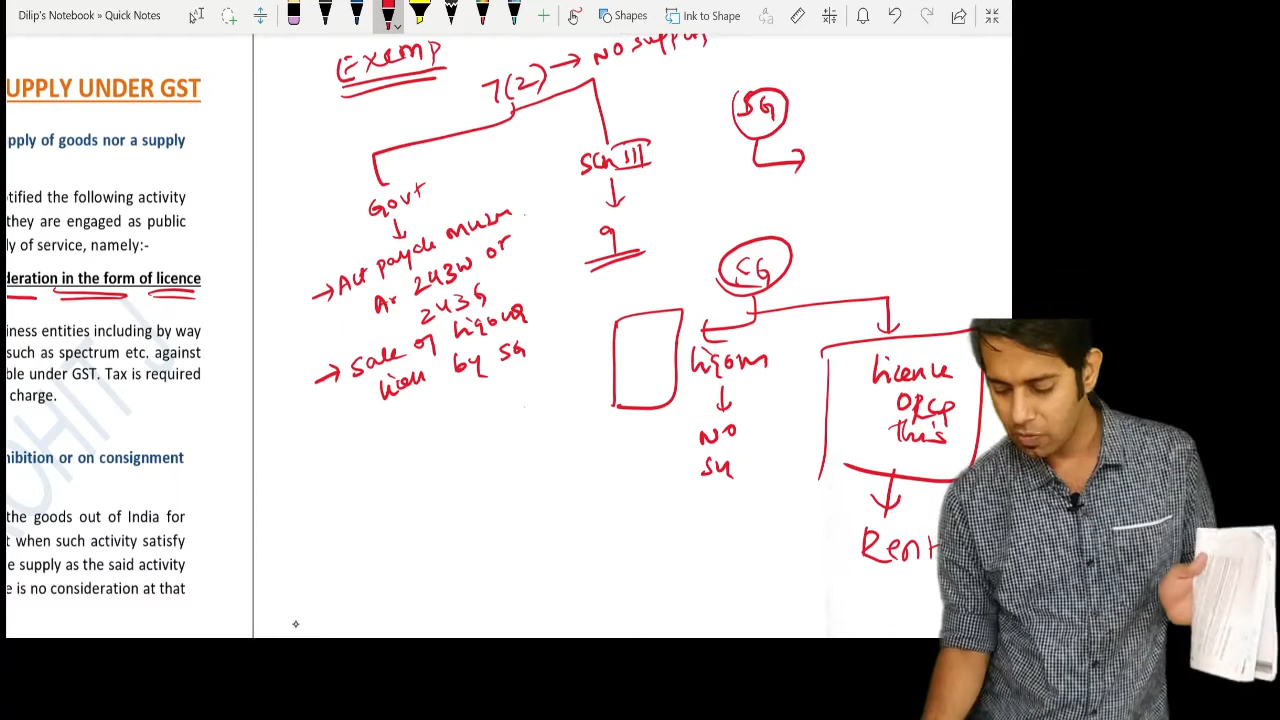 Dilip's Notebook » Quick Notes
Shapes
Ink to Shape
UPPLY UNDER GST
pply of goods nor a supply
tified the following activity
they are engaged as public
ly of service, namely:-
deration in the form of licence
iness entities including by way
such as spectrum etc. against
ble under GST. Tax is required
charge.
hibition or on consignment
the goods out of India for
t when such activity satisfy
e supply as the said activity
e is no consideration at that
ROHIT J
Exemp
7(2) → NO supply
Govt
→ Act
Ar 243W or
243G
→ Sale of liquor
licen by SG
Sch III
9
SG
CG
liquor
NO
Su
licence
other
this
Rent